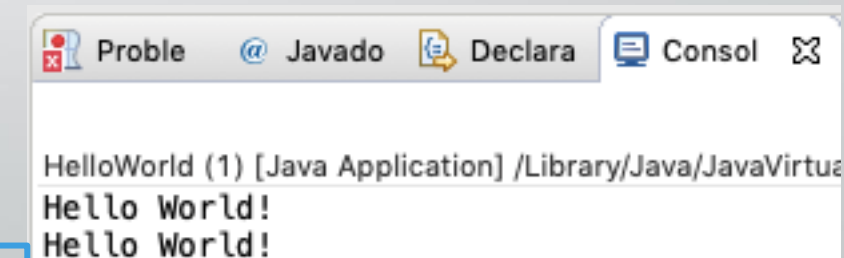 Proble @ Javado Declara Consol
HelloWorld (1) [Java Application] /Library/Java/JavaVirtua
Hello World!
Hello World!